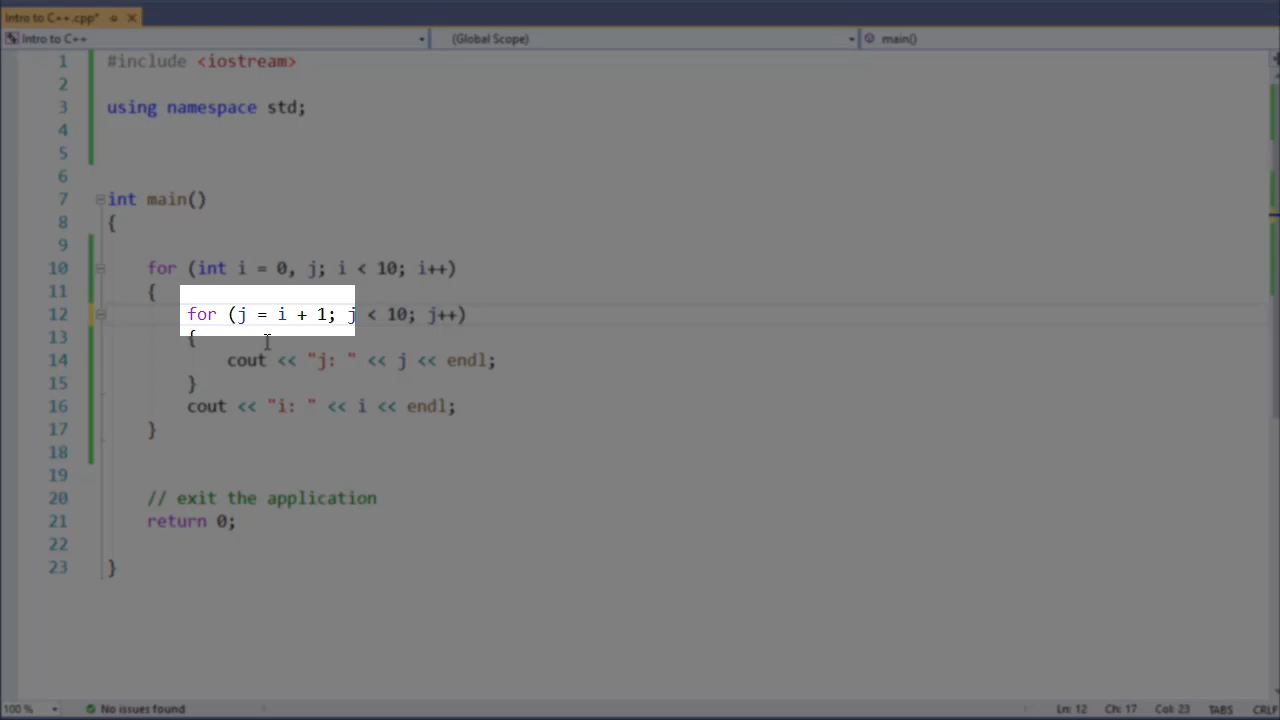 Intro to C++.cpp*
Intro to C++ (Global Scope) main()
1 #include <iostream>
2
3 using namespace std;
4
5
6
7 int main()
8 {
9
10 for (int i = 0, j; i < 10; i++)
11 {
12 for (j = i + 1; j < 10; j++)
13 {
14 cout << "j: " << j << endl;
15 }
16 cout << "i: " << i << endl;
17 }
18
19
20 // exit the application
21 return 0;
22
23 }
100 % No issues found Ln: 12 Ch: 17 Col: 23 TABS CRLF